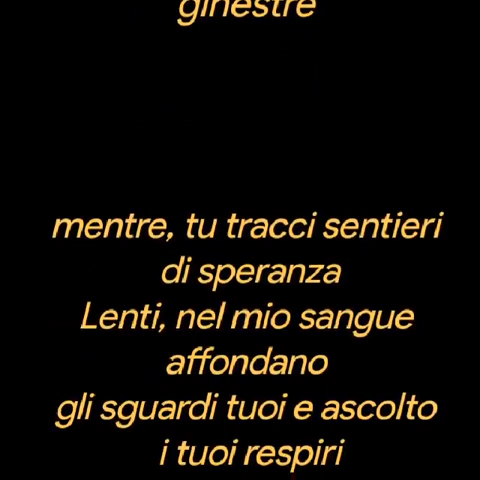 ginestre
mentre, tu tracci sentieri
di speranza
Lenti, nel mio sangue
affondano
gli sguardi tuoi e ascolto
i tuoi respiri